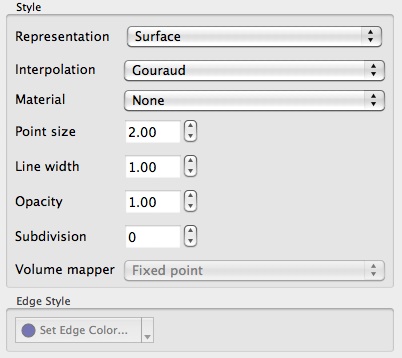 Style
Representation Surface
Interpolation Gouraud
Material None
Point size 2.00
Line width 1.00
Opacity 1.00
Subdivision 0
Volume mapper Fixed point
Edge Style
Set Edge Color...